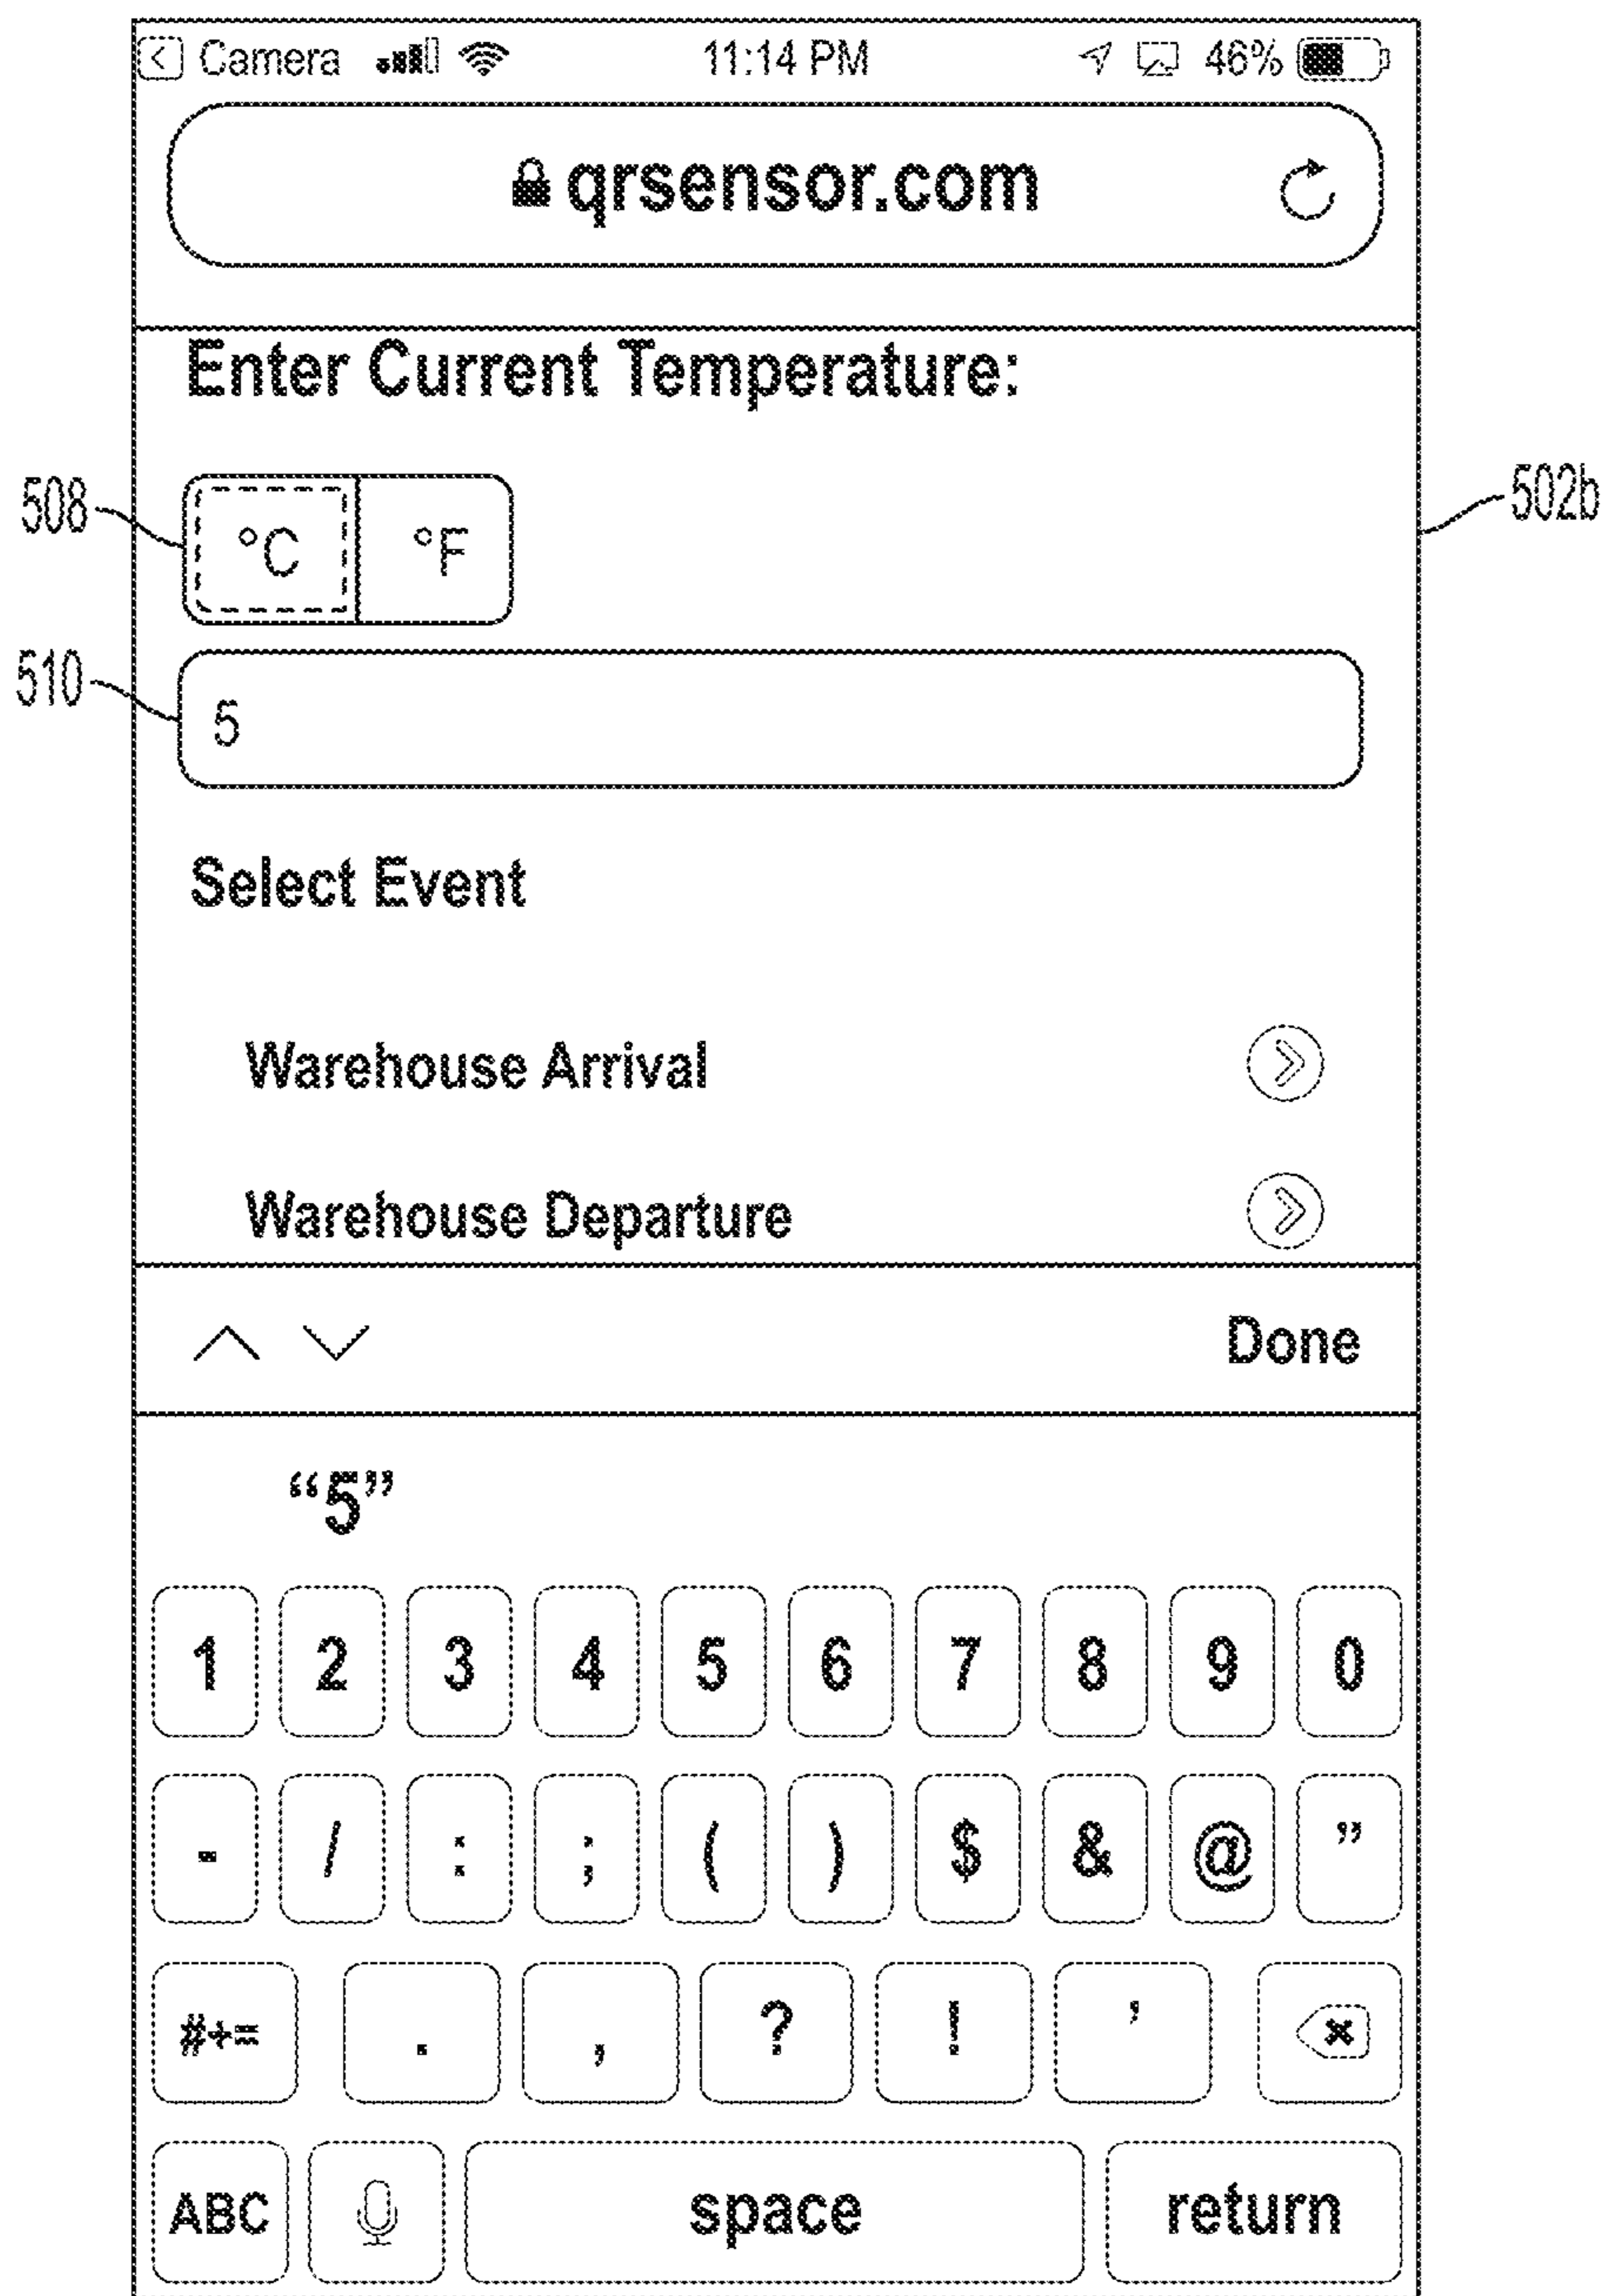 Camera 11:14 PM 46%
qrsensor.com
Enter Current Temperature:
508 °C °F 502b
510 5
Select Event
Warehouse Arrival
Warehouse Departure
Done
“5”
1 2 3 4 5 6 7 8 9 0
- / : ; ( ) $ & @ ”
#+= . , ? ! ’
ABC space return